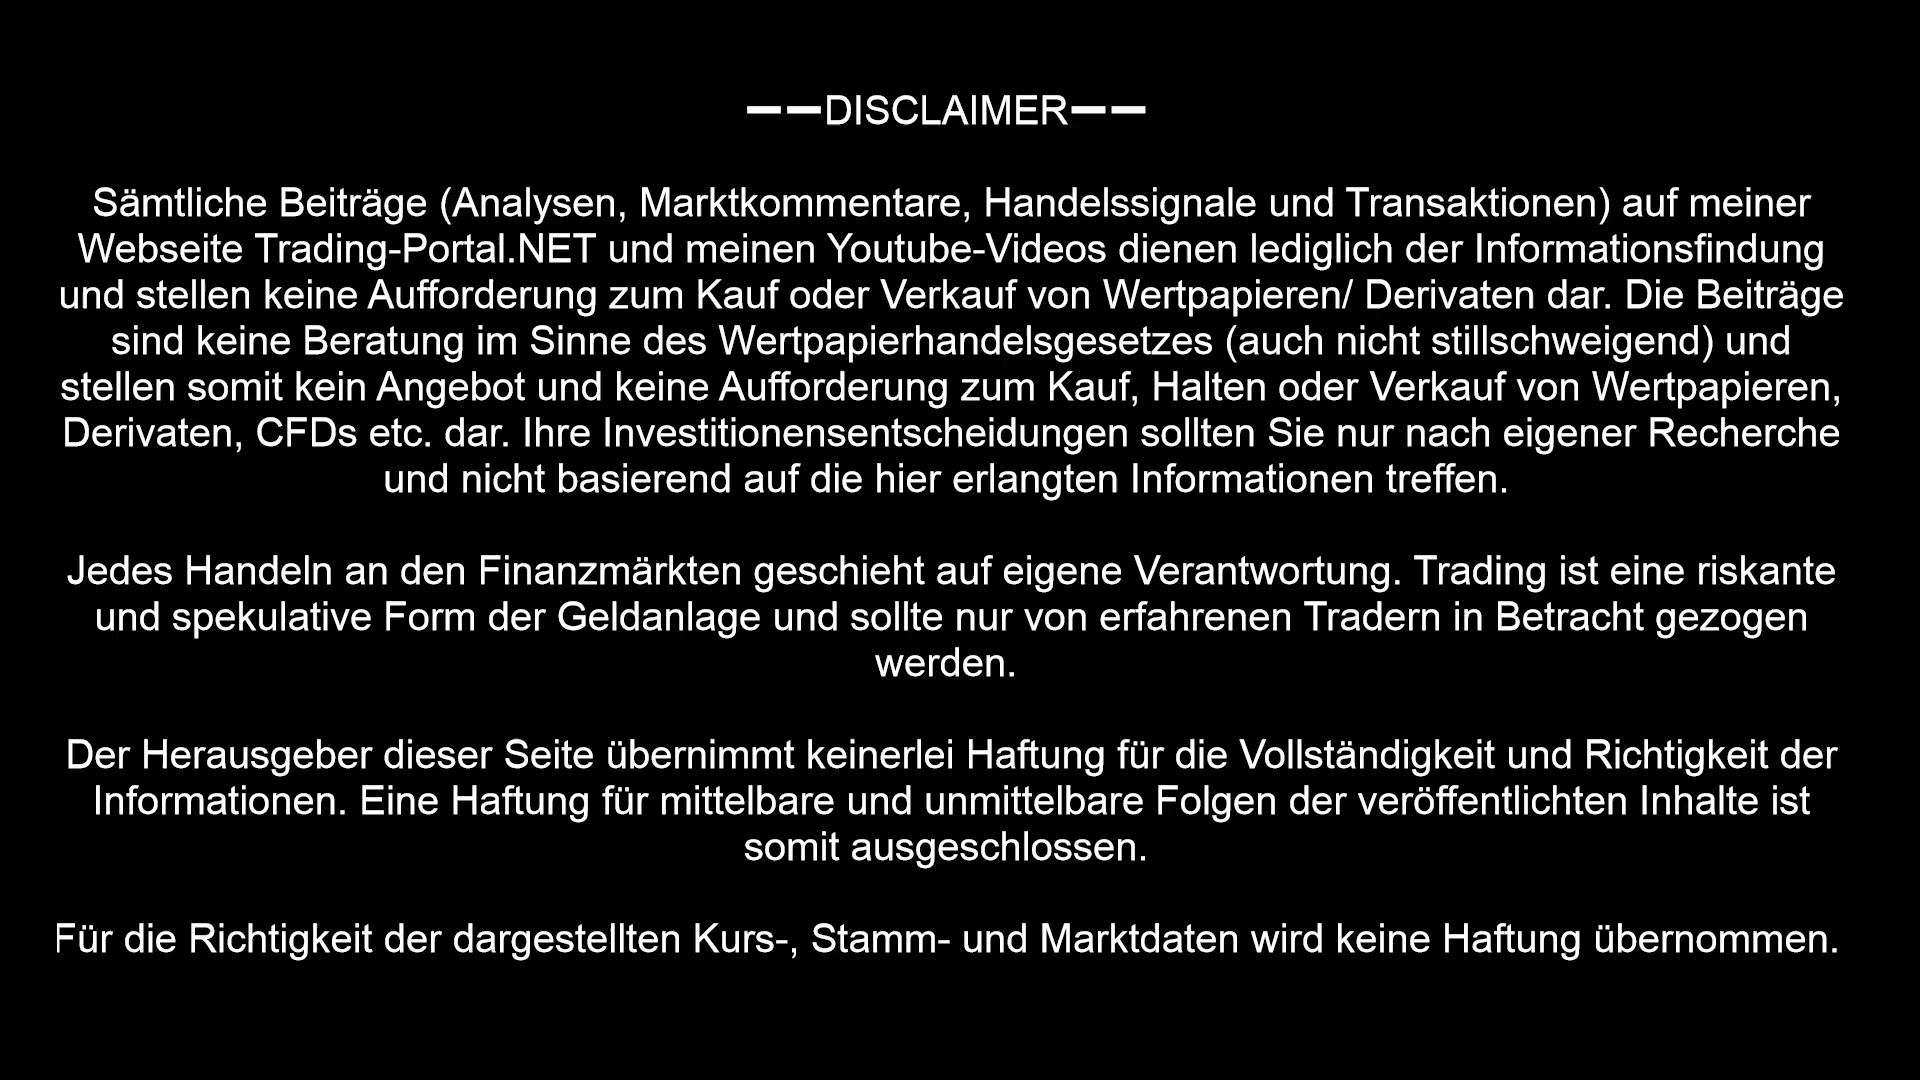 ——DISCLAIMER——
Sämtliche Beiträge (Analysen, Marktkommentare, Handelssignale und Transaktionen) auf meiner
Webseite Trading-Portal.NET und meinen Youtube-Videos dienen lediglich der Informationsfindung
und stellen keine Aufforderung zum Kauf oder Verkauf von Wertpapieren/ Derivaten dar. Die Beiträge
sind keine Beratung im Sinne des Wertpapierhandelsgesetzes (auch nicht stillschweigend) und
stellen somit kein Angebot und keine Aufforderung zum Kauf, Halten oder Verkauf von Wertpapieren,
Derivaten, CFDs etc. dar. Ihre Investitionensentscheidungen sollten Sie nur nach eigener Recherche
und nicht basierend auf die hier erlangten Informationen treffen.
Jedes Handeln an den Finanzmärkten geschieht auf eigene Verantwortung. Trading ist eine riskante
und spekulative Form der Geldanlage und sollte nur von erfahrenen Tradern in Betracht gezogen
werden.
Der Herausgeber dieser Seite übernimmt keinerlei Haftung für die Vollständigkeit und Richtigkeit der
Informationen. Eine Haftung für mittelbare und unmittelbare Folgen der veröffentlichten Inhalte ist
somit ausgeschlossen.
Für die Richtigkeit der dargestellten Kurs-, Stamm- und Marktdaten wird keine Haftung übernommen.